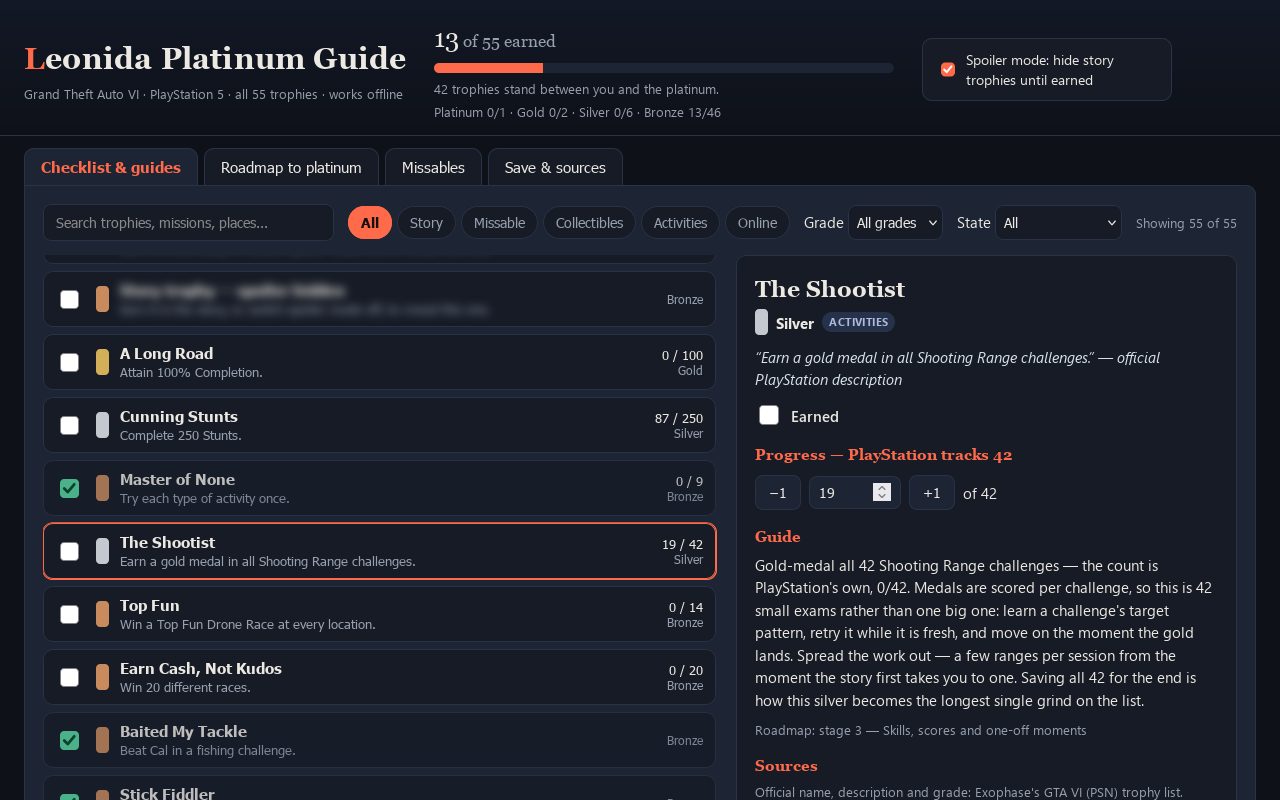 Leonida Platinum Guide
Grand Theft Auto VI · PlayStation 5 · all 55 trophies · works offline
13 of 55 earned
42 trophies stand between you and the platinum.
Platinum 0/1 · Gold 0/2 · Silver 0/6 · Bronze 13/46
Spoiler mode: hide story
trophies until earned
Checklist & guides
Roadmap to platinum
Missables
Save & sources
Search trophies, missions, places...
All
Story
Missable
Collectibles
Activities
Online
Grade All grades
State All
Showing 55 of 55
Bronze
A Long Road
Attain 100% Completion.
0 / 100
Gold
Cunning Stunts
Complete 250 Stunts.
87 / 250
Silver
Master of None
Try each type of activity once.
0 / 9
Bronze
The Shootist
Earn a gold medal in all Shooting Range challenges.
19 / 42
Silver
Top Fun
Win a Top Fun Drone Race at every location.
0 / 14
Bronze
Earn Cash, Not Kudos
Win 20 different races.
0 / 20
Bronze
Baited My Tackle
Beat Cal in a fishing challenge.
Bronze
Stick Fiddler
The Shootist
Silver ACTIVITIES
“Earn a gold medal in all Shooting Range challenges.” — official
PlayStation description
Earned
Progress — PlayStation tracks 42
−1 19 +1 of 42
Guide
Gold-medal all 42 Shooting Range challenges — the count is
PlayStation's own, 0/42. Medals are scored per challenge, so this is 42
small exams rather than one big one: learn a challenge's target
pattern, retry it while it is fresh, and move on the moment the gold
lands. Spread the work out — a few ranges per session from the
moment the story first takes you to one. Saving all 42 for the end is
how this silver becomes the longest single grind on the list.
Roadmap: stage 3 — Skills, scores and one-off moments
Sources
Official name, description and grade: Exophase's GTA VI (PSN) trophy list.